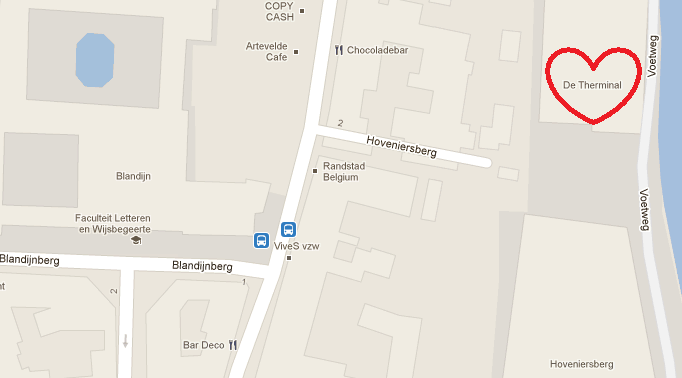 COPY
CASH
Artevelde
Cafe
Chocoladebar
De Therminal
Voetweg
2
Hoveniersberg
Randstad
Belgium
Blandijn
Voetweg
Faculteit Letteren
en Wijsbegeerte
ViveS vzw
Blandijnberg
Blandijnberg
1
2
nt
Bar Deco
Hoveniersberg